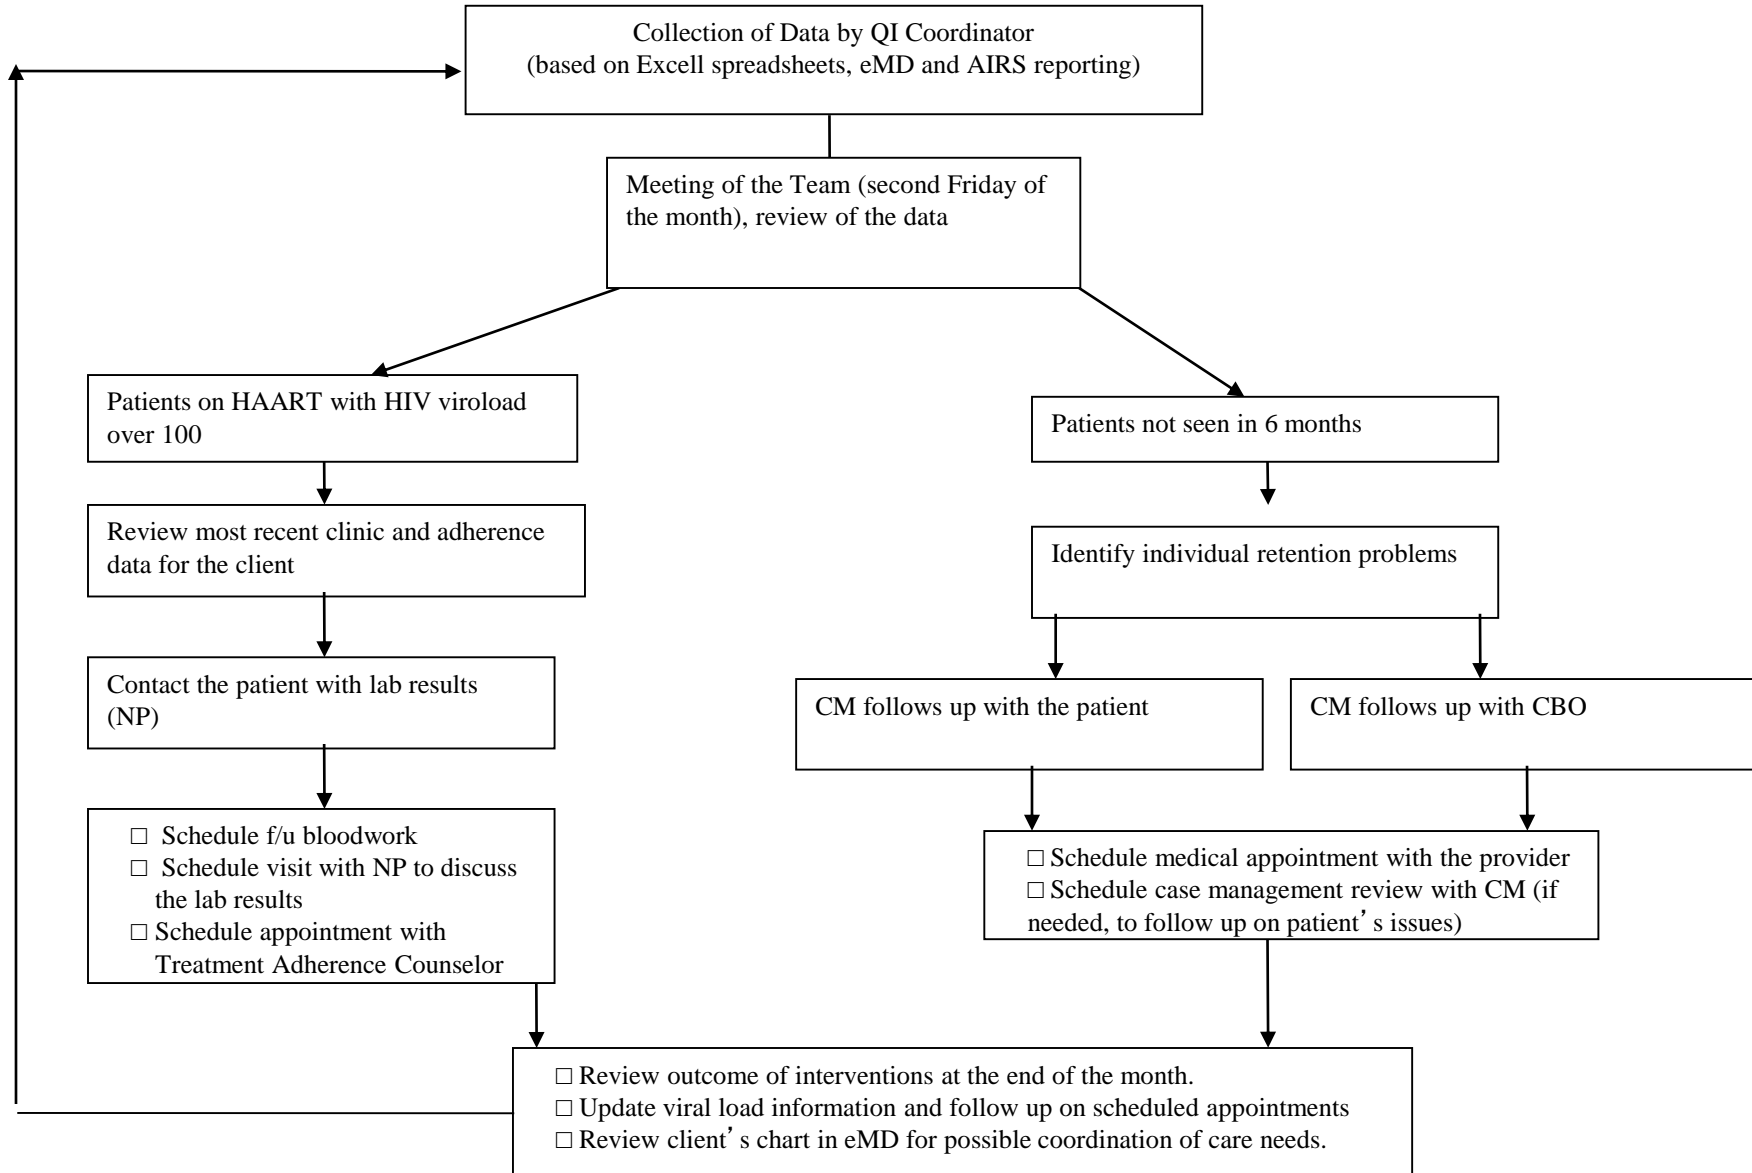 Collection of Data by QI Coordinator
(based on Excell spreadsheets, eMD and AIRS reporting)
Meeting of the Team (second Friday of
the month), review of the data
Patients on HAART with HIV viroload
over 100
Review most recent clinic and adherence
data for the client
Contact the patient with lab results
(NP)
□ Schedule f/u bloodwork
□ Schedule visit with NP to discuss
the lab results
□ Schedule appointment with
Treatment Adherence Counselor
Patients not seen in 6 months
Identify individual retention problems
CM follows up with the patient
CM follows up with CBO
□ Schedule medical appointment with the provider
□ Schedule case management review with CM (if
needed, to follow up on patient’s issues)
□ Review outcome of interventions at the end of the month.
□ Update viral load information and follow up on scheduled appointments
□ Review client’s chart in eMD for possible coordination of care needs.